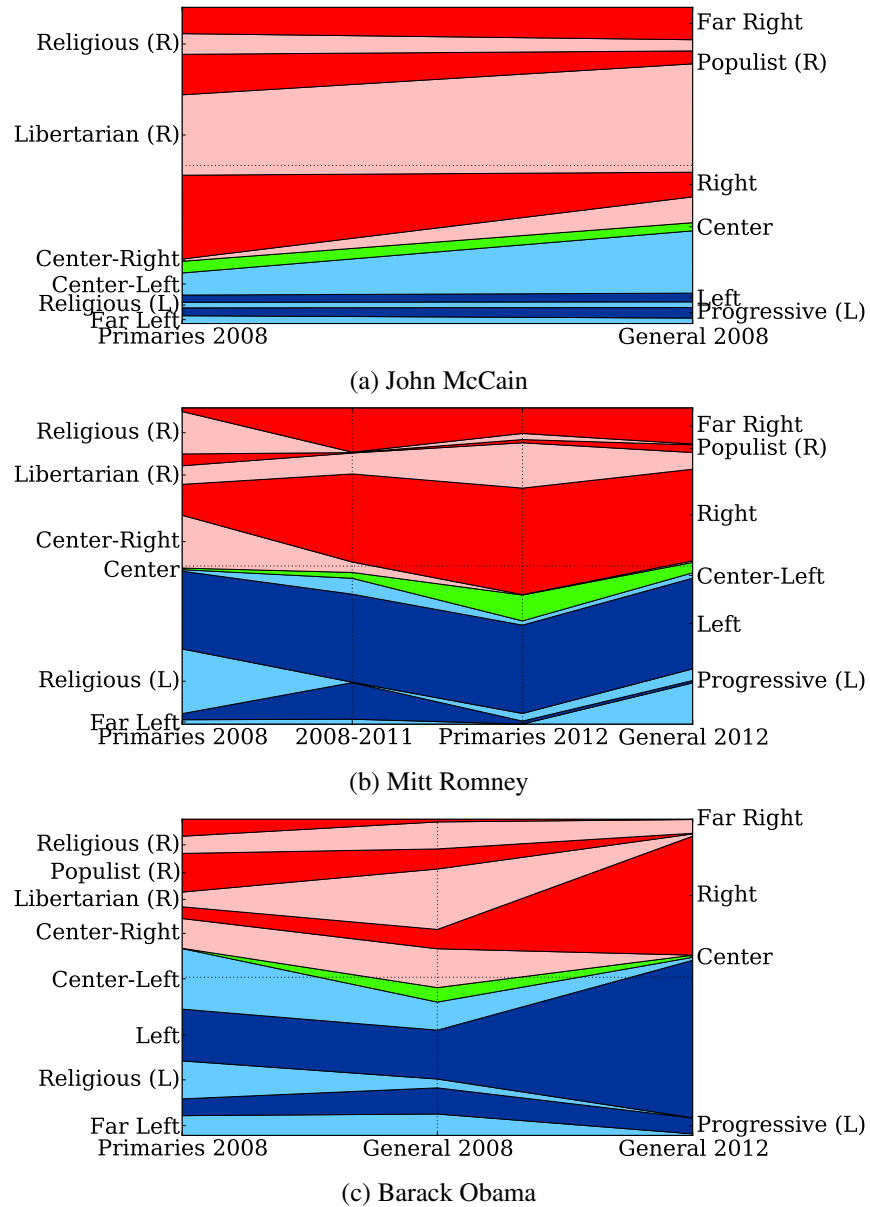 Far Right
Religious (R)
Populist (R)
Libertarian (R)
Right
Center
Center-Right
Center-Left
Left
Religious (L)
Progressive (L)
Far Left
Primaries 2008 General 2008
(a) John McCain
Far Right
Religious (R)
Populist (R)
Libertarian (R)
Right
Center-Right
Center
Center-Left
Left
Religious (L)
Progressive (L)
Far Left
Primaries 2008 2008-2011 Primaries 2012 General 2012
(b) Mitt Romney
Far Right
Religious (R)
Populist (R)
Right
Libertarian (R)
Center-Right
Center
Center-Left
Left
Religious (L)
Progressive (L)
Far Left
Primaries 2008 General 2008 General 2012
(c) Barack Obama